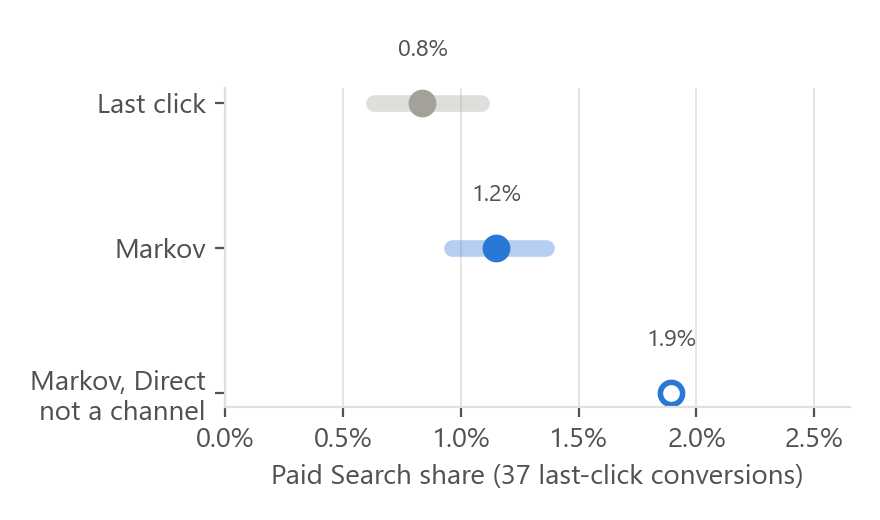 0.8%
Last click
1.2%
Markov
1.9%
Markov, Direct
not a channel
0.0% 0.5% 1.0% 1.5% 2.0% 2.5%
Paid Search share (37 last-click conversions)